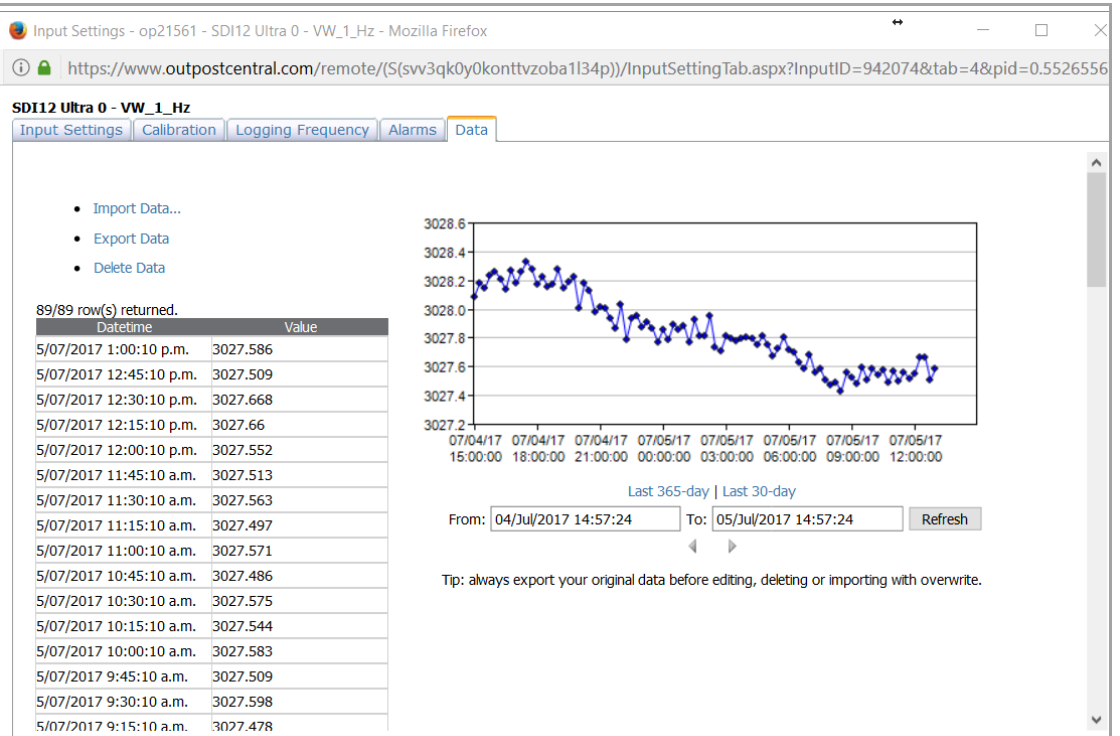 Input Settings - op21561 - SDI12 Ultra 0 - VW_1_Hz - Mozilla Firefox
https://www.outpostcentral.com/remote/(S(svv3qk0y0konttvzoba1l34p))/InputSettingTab.aspx?InputID=942074&tab=4&pid=0.5526556
SDI12 Ultra 0 - VW_1_Hz
Input Settings Calibration Logging Frequency Alarms Data
Import Data...
Export Data
Delete Data
89/89 row(s) returned.
Datetime Value
5/07/2017 1:00:10 p.m. 3027.586
5/07/2017 12:45:10 p.m. 3027.509
5/07/2017 12:30:10 p.m. 3027.668
5/07/2017 12:15:10 p.m. 3027.66
5/07/2017 12:00:10 p.m. 3027.552
5/07/2017 11:45:10 a.m. 3027.513
5/07/2017 11:30:10 a.m. 3027.563
5/07/2017 11:15:10 a.m. 3027.497
5/07/2017 11:00:10 a.m. 3027.571
5/07/2017 10:45:10 a.m. 3027.486
5/07/2017 10:30:10 a.m. 3027.575
5/07/2017 10:15:10 a.m. 3027.544
5/07/2017 10:00:10 a.m. 3027.583
5/07/2017 9:45:10 a.m. 3027.509
5/07/2017 9:30:10 a.m. 3027.598
5/07/2017 9:15:10 a.m. 3027.478
3028.6
3028.4
3028.2
3028.0
3027.8
3027.6
3027.4
3027.2
07/04/17 07/04/17 07/04/17 07/05/17 07/05/17 07/05/17 07/05/17 07/05/17
15:00:00 18:00:00 21:00:00 00:00:00 03:00:00 06:00:00 09:00:00 12:00:00
Last 365-day | Last 30-day
From: 04/Jul/2017 14:57:24 To: 05/Jul/2017 14:57:24 Refresh
Tip: always export your original data before editing, deleting or importing with overwrite.